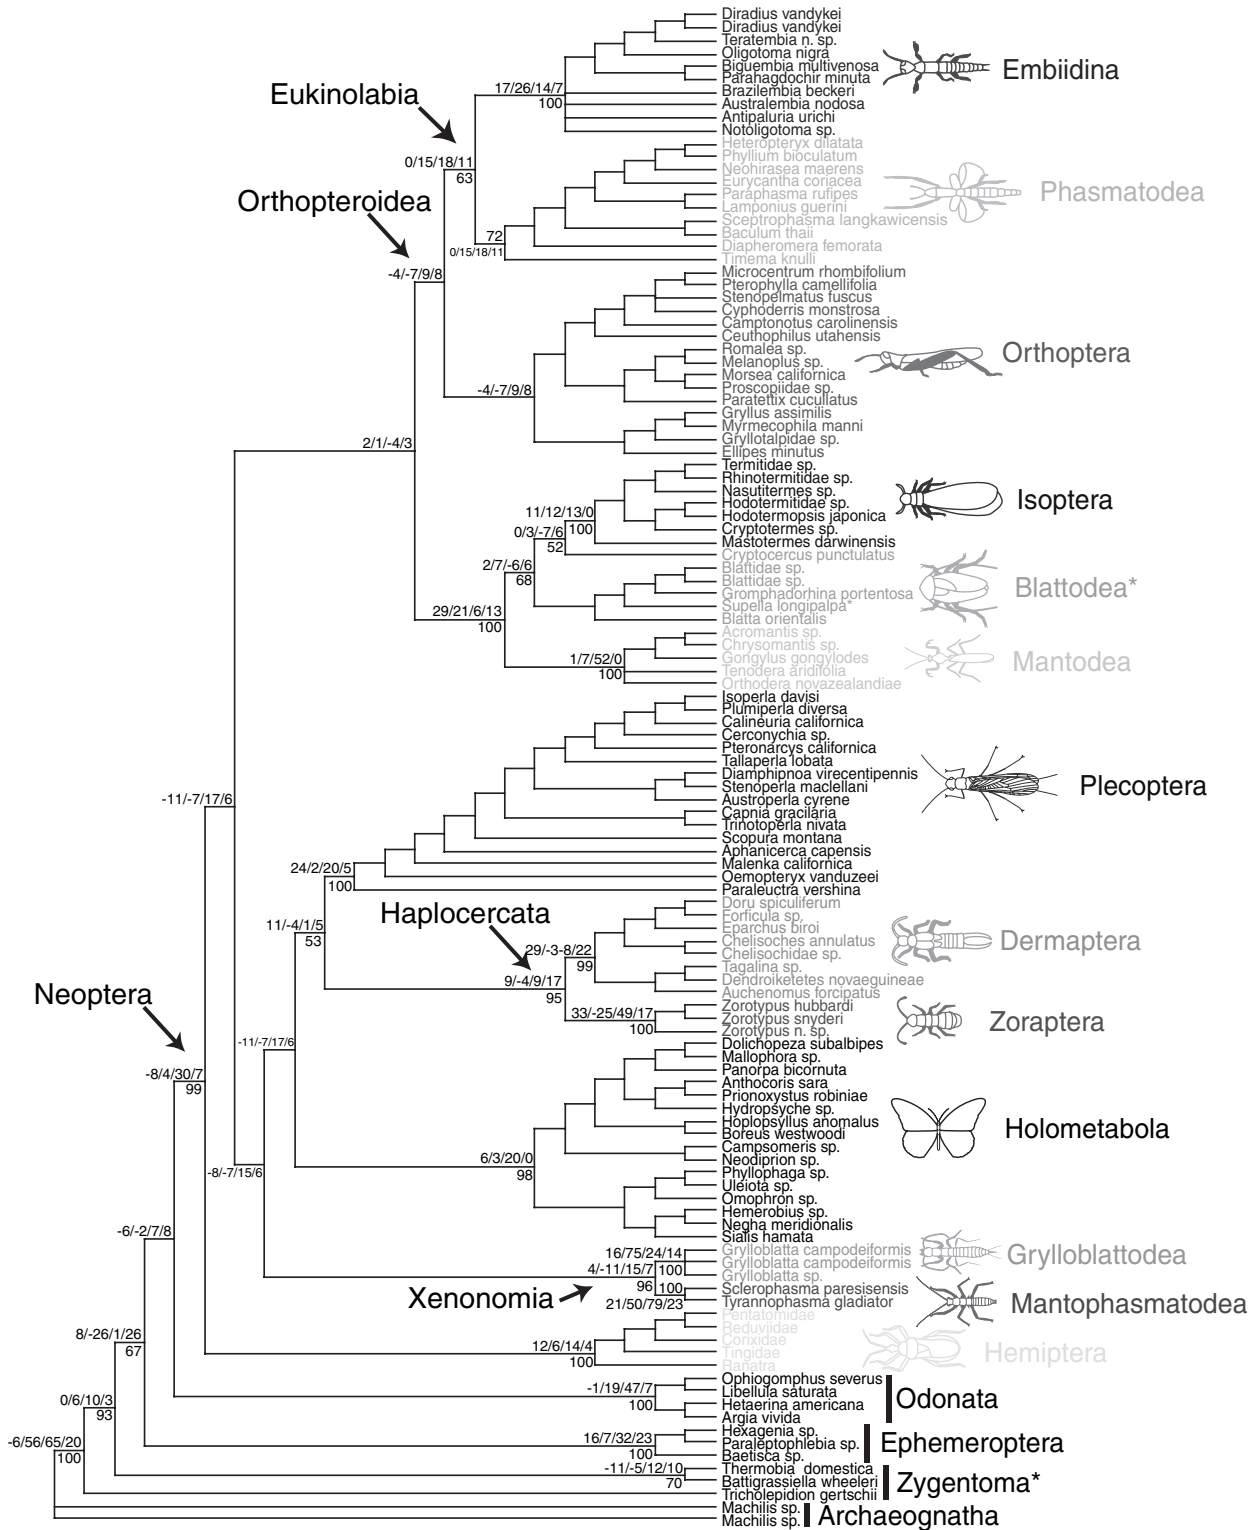 Diradius vandykei
Diradius vandykei
Teratembia n. sp.
Oligotoma nigra
Biguembia multivenosa
Parahagdochir minuta
Brazilembia beckeri
Australembia nodosa
Antipaluria urichi
Notoligotoma sp.
Embiidina
Eukinolabia
17/26/14/7
100
0/15/18/11
63
Heteropteryx dilatata
Phyllium bioculatum
Neohirasea maerens
Eurycantha coriacea
Paraphasma rufipes
Lamponius guerini
Sceptrophasma langkawicensis
Baculum thaii
Diapheromera femorata
Timema knulli
Phasmatodea
Orthopteroidea
72
0/15/18/11
-4/-7/9/8
Microcentrum rhombifolium
Pterophylla camellifolia
Stenopelmatus fuscus
Cyphoderris monstrosa
Camptonotus carolinensis
Ceuthophilus utahensis
Romalea sp.
Melanoplus sp.
Morsea californica
Proscopiidae sp.
Paratettix cucullatus
Gryllus assimilis
Myrmecophila manni
Gryllotalpidae sp.
Ellipes minutus
Orthoptera
-4/-7/9/8
2/1/-4/3
Termitidae sp.
Rhinotermitidae sp.
Nasutitermes sp.
Hodotermitidae sp.
Hodotermopsis japonica
Cryptotermes sp.
Mastotermes darwinensis
Isoptera
11/12/13/0
100
0/3/-7/6
52
Cryptocercus punctulatus
Blattidae sp.
Blattidae sp.
Gromphadorhina portentosa
Supella longipalpa*
Blatta orientalis
Blattodea*
2/7/-6/6
68
29/21/6/13
100
Acromantis sp.
Chrysomantis sp.
Gongylus gongylodes
Tenodera aridifolia
Orthodera novazealandiae
Mantodea
1/7/52/0
100
Isoperla davisi
Plumiperla diversa
Calineuria californica
Cerconychia sp.
Pteronarcys californica
Tallaperla lobata
Diamphipnoa virecentipennis
Stenoperla maclellani
Austroperla cyrene
Capnia gracilaria
Trinotoperla nivata
Scopura montana
Aphanicerca capensis
Malenka californica
Oemopteryx vanduzeei
Paraleuctra vershina
Plecoptera
-11/-7/17/6
24/2/20/5
100
Haplocercata
11/-4/1/5
53
Doru spiculiferum
Forficula sp.
Eparchus biroi
Chelisoches annulatus
Chelisochidae sp.
Tagalina sp.
Dendroiketetes novaeguineae
Auchenomus forcipatus
Dermaptera
29/-3-8/22
99
9/-4/9/17
95
33/-25/49/17
100
Zorotypus hubbardi
Zorotypus snyderi
Zorotypus n. sp.
Zoraptera
Neoptera
-11/-7/17/6
-8/4/30/7
99
Dolichopeza subalbipes
Mallophora sp.
Panorpa bicornuta
Anthocoris sara
Prionoxystus robiniae
Hydropsyche sp.
Hoplopsyllus anomalus
Boreus westwoodi
Campsomeris sp.
Neodiprion sp.
Phyllophaga sp.
Uleiota sp.
Omophron sp.
Hemerobius sp.
Negha meridionalis
Sialis hamata
Holometabola
6/3/20/0
98
-8/-7/15/6
-6/-2/7/8
16/75/24/14
100
Grylloblatta campodeiformis
Grylloblatta campodeiformis
Grylloblatta sp.
Grylloblattodea
4/-11/15/7
96
100
21/50/79/23
Xenonomia
Sclerophasma paresisensis
Tyrannophasma gladiator
Mantophasmatodea
Pentatomidae
Reduviidae
Corixidae
Tingidae
Ranatra
Hemiptera
12/6/14/4
100
8/-26/1/26
67
Ophiogomphus severus
Libellula saturata
Hetaerina americana
Argia vivida
Odonata
-1/19/47/7
100
0/6/10/3
93
Hexagenia sp.
Paraleptophlebia sp.
Baetisca sp.
Ephemeroptera
16/7/32/23
100
-6/56/65/20
100
Thermobia domestica
Battigrassiella wheeleri
Tricholepidion gertschii
Zygentoma*
-11/-5/12/10
70
Machilis sp.
Machilis sp.
Archaeognatha